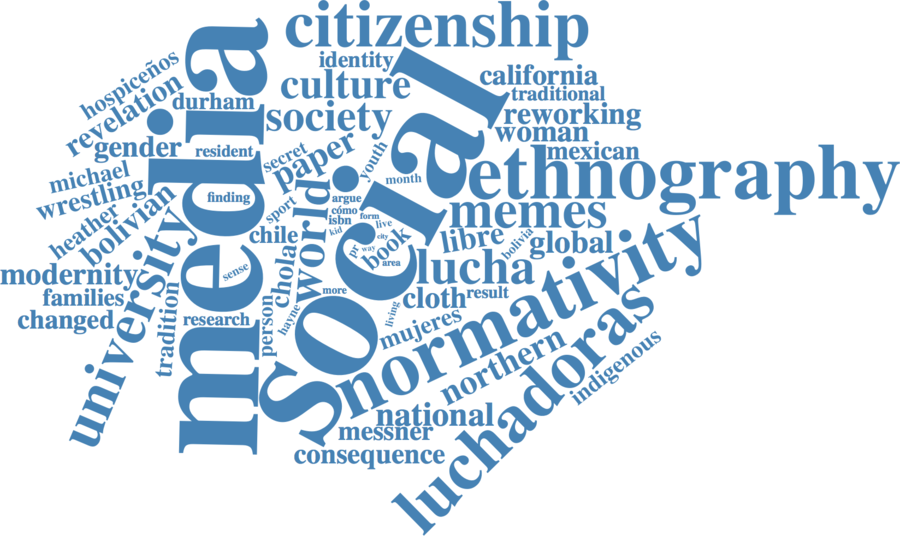 citizenship
media
social
identity
culture
california
traditional
hospiceños
revelation
durham
society
reworking
woman
gender
resident
secret
paper
youth
mexican
michael
month
ethnography
wrestling
finding
argue
cómo
isbn
kid
form
live
city
way
pr
area
book
memes
heather
bolivian
sport
world
chile
libre
bolivia
global
modernity
university
sense
chola
lucha
families
tradition
more
cloth
result
changed
research
person
hayne
living
mujeres
normativity
northern
luchadoras
indigenous
national
messner
consequence